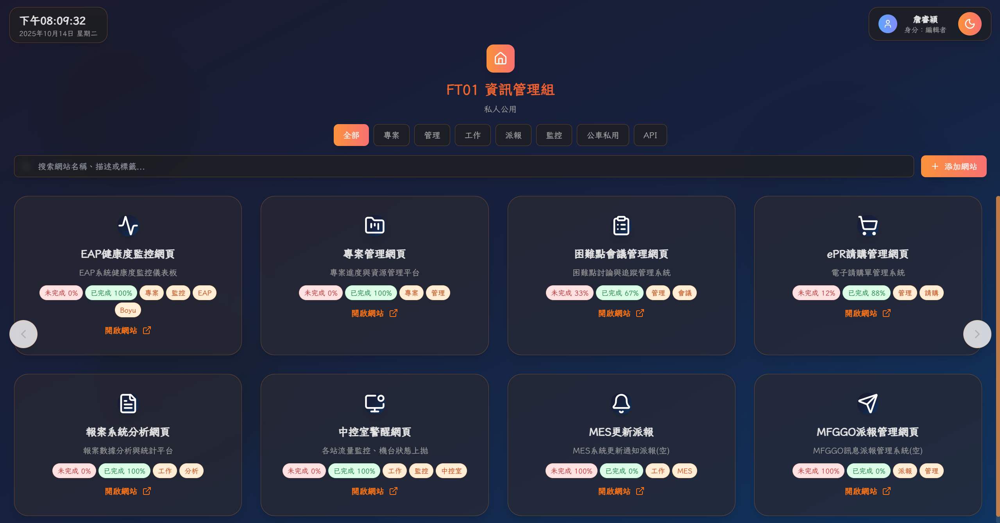 下午08:09:32
2025年10月14日 星期二
詹睿穎
身分：編輯者
FT01 資訊管理組
私人公用
全部 專案 管理 工作 派報 監控 公車私用 API
搜索網站名稱、描述或標籤...
添加網站
EAP健康度監控網頁
EAP系統健康度監控儀表板
未完成 0% 已完成 100% 專案 監控 EAP
Boyu
開啟網站
專案管理網頁
專案進度與資源管理平台
未完成 0% 已完成 100% 專案 管理
開啟網站
困難點會議管理網頁
困難點討論與追蹤管理系統
未完成 33% 已完成 67% 管理 會議
開啟網站
ePR請購管理網頁
電子請購單管理系統
未完成 12% 已完成 88% 管理 請購
開啟網站
報案系統分析網頁
報案數據分析與統計平台
未完成 0% 已完成 100% 工作 分析
開啟網站
中控室警醒網頁
各站流量監控、機台狀態上拋
未完成 0% 已完成 100% 工作 監控 中控室
開啟網站
MES更新派報
MES系統更新通知派報(空)
未完成 100% 已完成 0% 工作 MES
開啟網站
MFGGO派報管理網頁
MFGGO訊息派報管理系統(空)
未完成 100% 已完成 0% 派報 管理
開啟網站